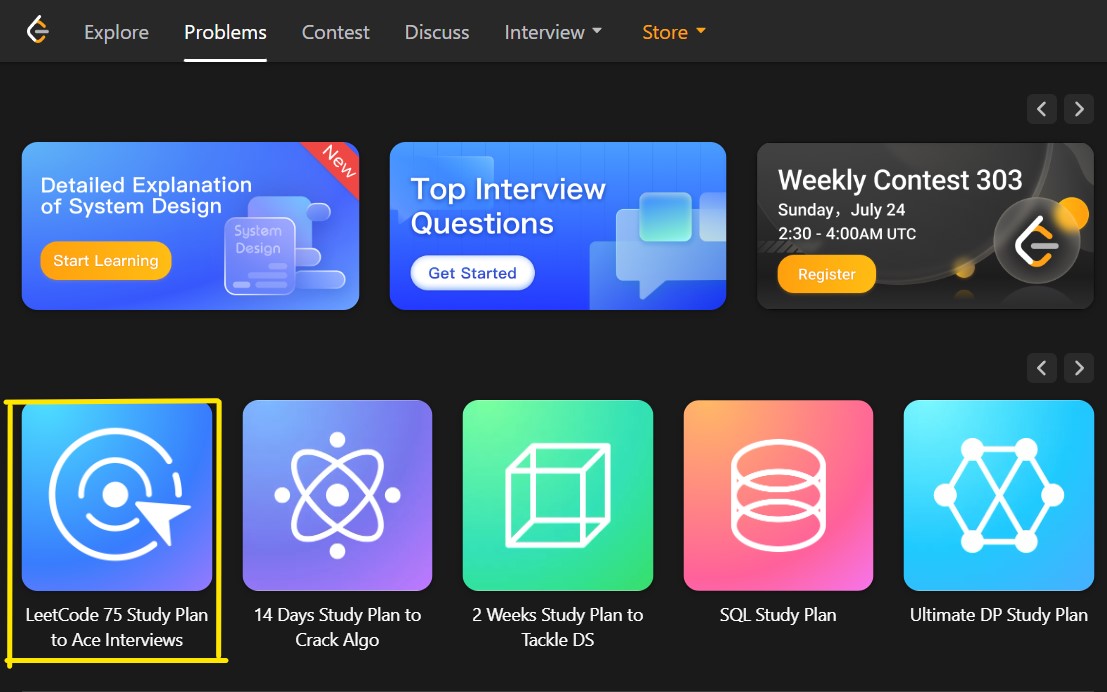 Explore Problems Contest Discuss Interview Store
Detailed Explanation
of System Design
Start Learning
New
System
Design
Top Interview
Questions
Get Started
Weekly Contest 303
Sunday，July 24
2:30 - 4:00AM UTC
Register
LeetCode 75 Study Plan
to Ace Interviews
14 Days Study Plan to
Crack Algo
2 Weeks Study Plan to
Tackle DS
SQL Study Plan
Ultimate DP Study Plan